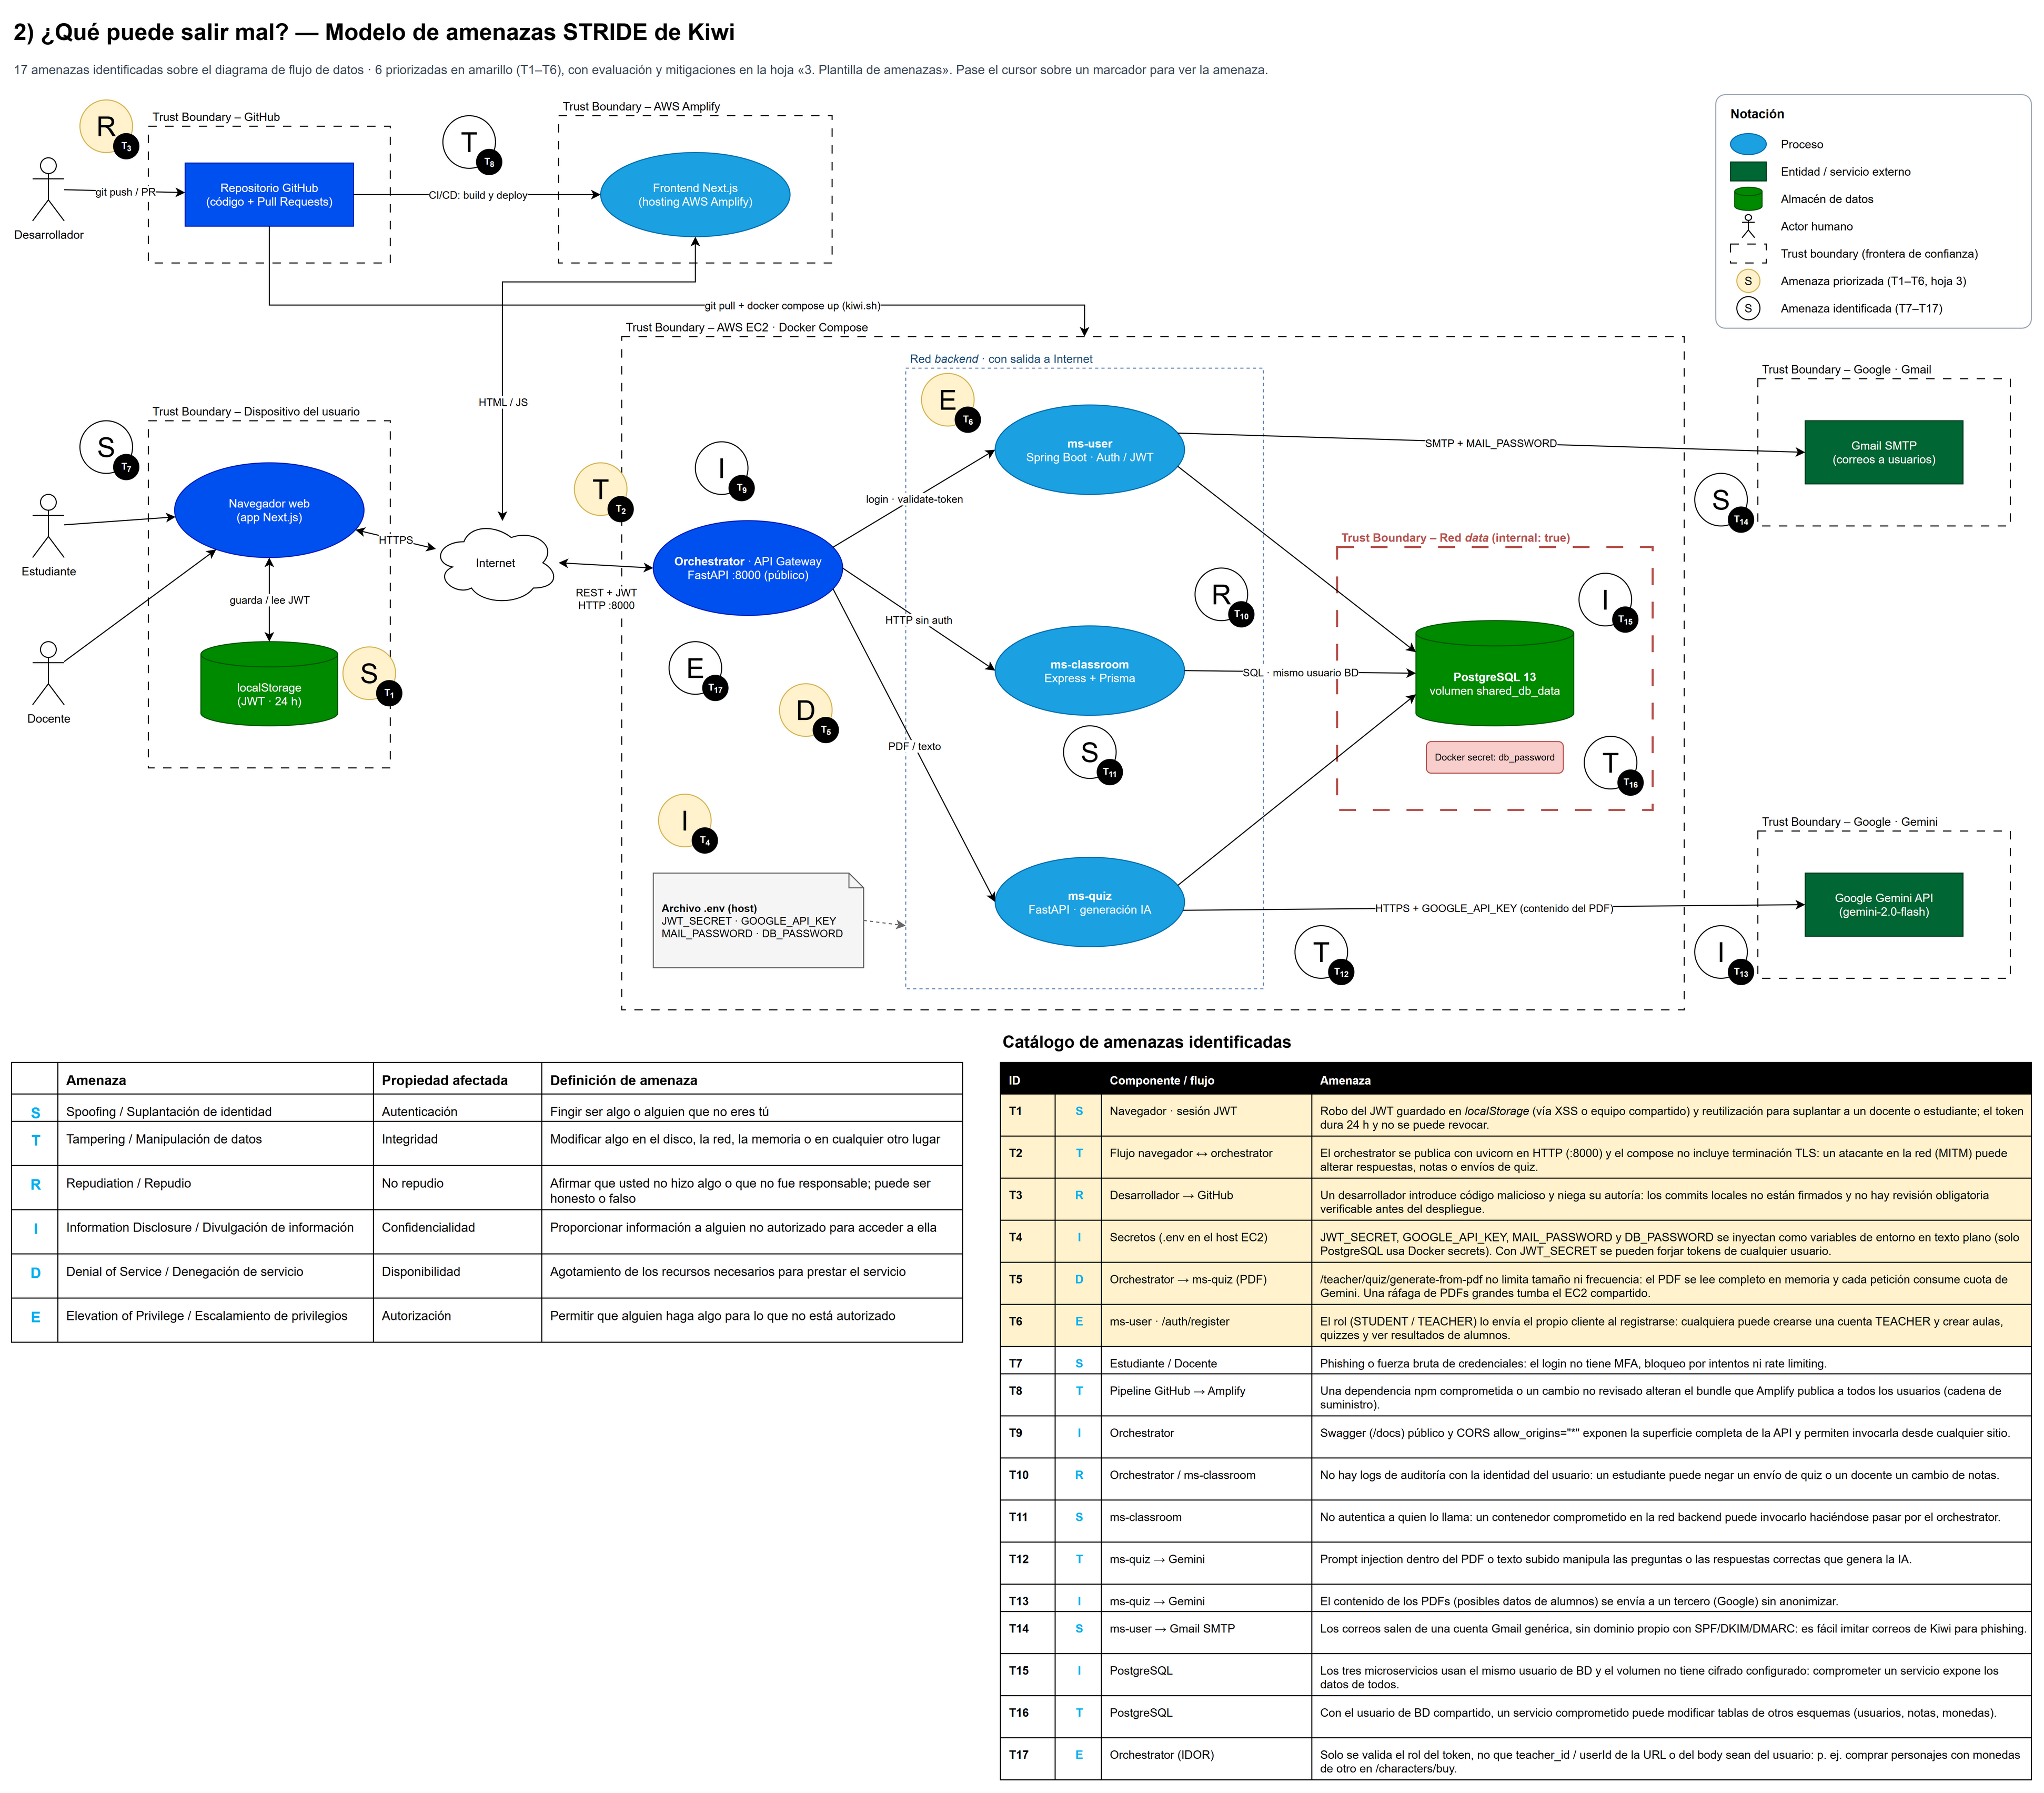 2) ¿Qué puede salir mal? — Modelo de amenazas STRIDE de Kiwi
17 amenazas identificadas sobre el diagrama de flujo de datos · 6 priorizadas en amarillo (T1–T6), con evaluación y mitigaciones en la hoja «3. Plantilla de amenazas». Pase el cursor sobre un marcador para ver la amenaza.
R
T3
Trust Boundary – GitHub
Repositorio GitHub
(código + Pull Requests)
git push / PR
Desarrollador
T
T8
CI/CD: build y deploy
Trust Boundary – AWS Amplify
Frontend Next.js
(hosting AWS Amplify)
Notación
Proceso
Entidad / servicio externo
Almacén de datos
Actor humano
Trust boundary (frontera de confianza)
S
Amenaza priorizada (T1–T6, hoja 3)
S
Amenaza identificada (T7–T17)
git pull + docker compose up (kiwi.sh)
HTML / JS
S
T7
Trust Boundary – Dispositivo del usuario
Navegador web
(app Next.js)
Estudiante
guarda / lee JWT
Docente
localStorage
(JWT · 24 h)
S
T1
HTTPS
Internet
REST + JWT
HTTP :8000
Trust Boundary – AWS EC2 · Docker Compose
T
T2
I
T9
Orchestrator · API Gateway
FastAPI :8000 (público)
E
T17
D
T5
I
T4
Archivo .env (host)
JWT_SECRET · GOOGLE_API_KEY
MAIL_PASSWORD · DB_PASSWORD
Red backend · con salida a Internet
E
T6
login · validate-token
HTTP sin auth
PDF / texto
ms-user
Spring Boot · Auth / JWT
R
T10
ms-classroom
Express + Prisma
S
T11
ms-quiz
FastAPI · generación IA
SMTP + MAIL_PASSWORD
SQL · mismo usuario BD
HTTPS + GOOGLE_API_KEY (contenido del PDF)
T
T12
Trust Boundary – Red data (internal: true)
I
T15
PostgreSQL 13
volumen shared_db_data
Docker secret: db_password
T
T16
Trust Boundary – Google · Gmail
Gmail SMTP
(correos a usuarios)
S
T14
Trust Boundary – Google · Gemini
Google Gemini API
(gemini-2.0-flash)
I
T13
Amenaza	Propiedad afectada	Definición de amenaza
S	Spoofing / Suplantación de identidad	Autenticación	Fingir ser algo o alguien que no eres tú
T	Tampering / Manipulación de datos	Integridad	Modificar algo en el disco, la red, la memoria o en cualquier otro lugar
R	Repudiation / Repudio	No repudio	Afirmar que usted no hizo algo o que no fue responsable; puede ser
honesto o falso
I	Information Disclosure / Divulgación de información	Confidencialidad	Proporcionar información a alguien no autorizado para acceder a ella
D	Denial of Service / Denegación de servicio	Disponibilidad	Agotamiento de los recursos necesarios para prestar el servicio
E	Elevation of Privilege / Escalamiento de privilegios	Autorización	Permitir que alguien haga algo para lo que no está autorizado
Catálogo de amenazas identificadas
ID	Componente / flujo	Amenaza
T1	S	Navegador · sesión JWT	Robo del JWT guardado en localStorage (vía XSS o equipo compartido) y reutilización para suplantar a un docente o estudiante; el token
dura 24 h y no se puede revocar.
T2	T	Flujo navegador ↔ orchestrator	El orchestrator se publica con uvicorn en HTTP (:8000) y el compose no incluye terminación TLS: un atacante en la red (MITM) puede
alterar respuestas, notas o envíos de quiz.
T3	R	Desarrollador → GitHub	Un desarrollador introduce código malicioso y niega su autoría: los commits locales no están firmados y no hay revisión obligatoria
verificable antes del despliegue.
T4	I	Secretos (.env en el host EC2)	JWT_SECRET, GOOGLE_API_KEY, MAIL_PASSWORD y DB_PASSWORD se inyectan como variables de entorno en texto plano (solo
PostgreSQL usa Docker secrets). Con JWT_SECRET se pueden forjar tokens de cualquier usuario.
T5	D	Orchestrator → ms-quiz (PDF)	/teacher/quiz/generate-from-pdf no limita tamaño ni frecuencia: el PDF se lee completo en memoria y cada petición consume cuota de
Gemini. Una ráfaga de PDFs grandes tumba el EC2 compartido.
T6	E	ms-user · /auth/register	El rol (STUDENT / TEACHER) lo envía el propio cliente al registrarse: cualquiera puede crearse una cuenta TEACHER y crear aulas,
quizzes y ver resultados de alumnos.
T7	S	Estudiante / Docente	Phishing o fuerza bruta de credenciales: el login no tiene MFA, bloqueo por intentos ni rate limiting.
T8	T	Pipeline GitHub → Amplify	Una dependencia npm comprometida o un cambio no revisado alteran el bundle que Amplify publica a todos los usuarios (cadena de
suministro).
T9	I	Orchestrator	Swagger (/docs) público y CORS allow_origins="*" exponen la superficie completa de la API y permiten invocarla desde cualquier sitio.
T10	R	Orchestrator / ms-classroom	No hay logs de auditoría con la identidad del usuario: un estudiante puede negar un envío de quiz o un docente un cambio de notas.
T11	S	ms-classroom	No autentica a quien lo llama: un contenedor comprometido en la red backend puede invocarlo haciéndose pasar por el orchestrator.
T12	T	ms-quiz → Gemini	Prompt injection dentro del PDF o texto subido manipula las preguntas o las respuestas correctas que genera la IA.
T13	I	ms-quiz → Gemini	El contenido de los PDFs (posibles datos de alumnos) se envía a un tercero (Google) sin anonimizar.
T14	S	ms-user → Gmail SMTP	Los correos salen de una cuenta Gmail genérica, sin dominio propio con SPF/DKIM/DMARC: es fácil imitar correos de Kiwi para phishing.
T15	I	PostgreSQL	Los tres microservicios usan el mismo usuario de BD y el volumen no tiene cifrado configurado: comprometer un servicio expone los
datos de todos.
T16	T	PostgreSQL	Con el usuario de BD compartido, un servicio comprometido puede modificar tablas de otros esquemas (usuarios, notas, monedas).
T17	E	Orchestrator (IDOR)	Solo se valida el rol del token, no que teacher_id / userId de la URL o del body sean del usuario: p. ej. comprar personajes con monedas
de otro en /characters/buy.